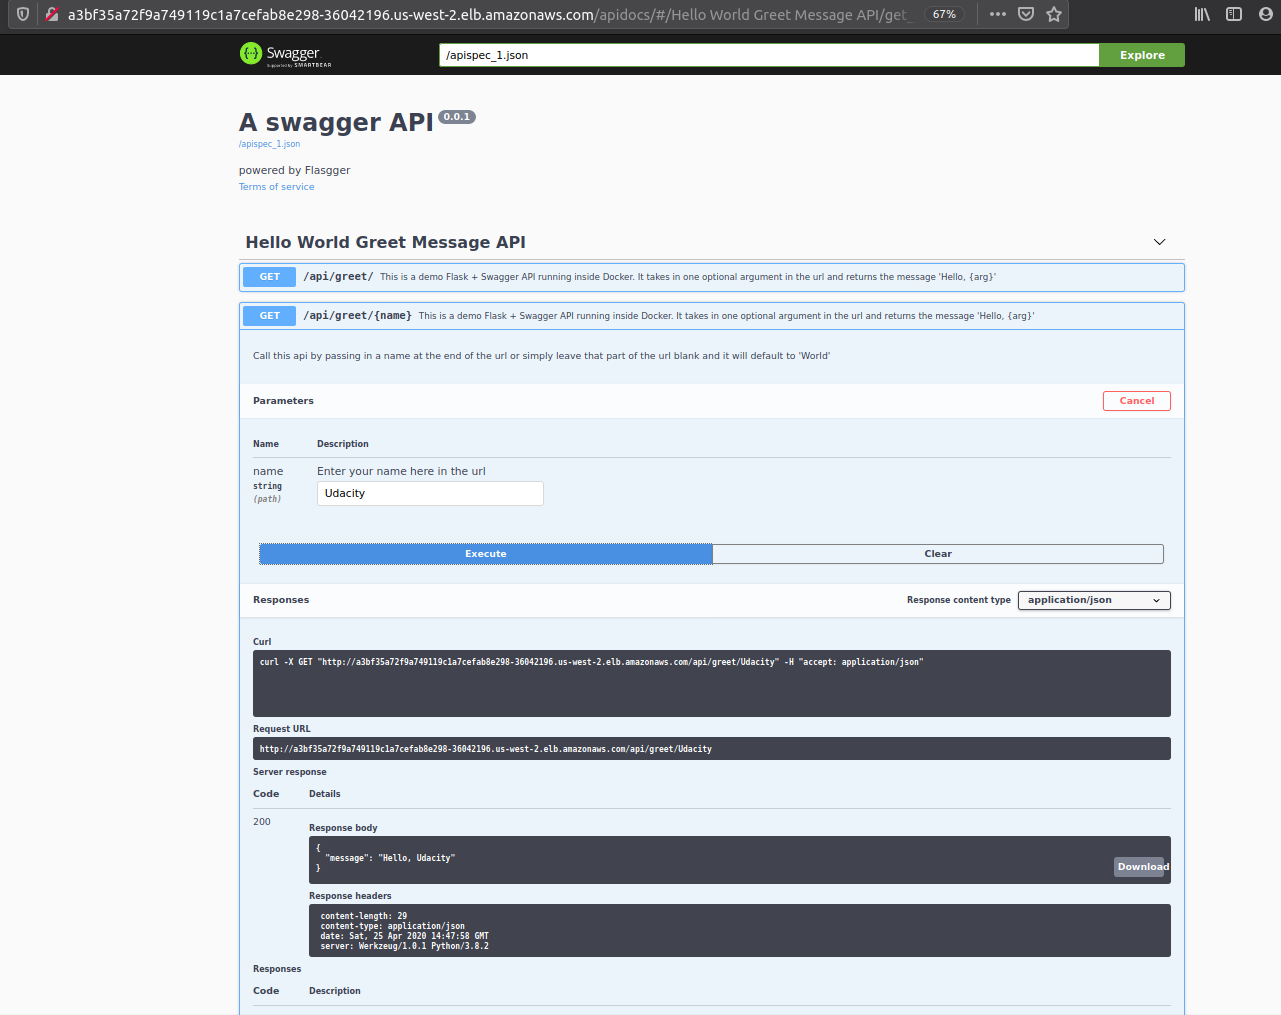 a3bf35a72f9a749119c1a7cefab8e298-36042196.us-west-2.elb.amazonaws.com/apidocs/#/Hello World Greet Message API/get_
67%
Swagger
Supported by SMARTBEAR
/apispec_1.json
Explore
A swagger API 0.0.1
/apispec_1.json
powered by Flasgger
Terms of service
Hello World Greet Message API
GET /api/greet/ This is a demo Flask + Swagger API running inside Docker. It takes in one optional argument in the url and returns the message 'Hello, {arg}'
GET /api/greet/{name} This is a demo Flask + Swagger API running inside Docker. It takes in one optional argument in the url and returns the message 'Hello, {arg}'
Call this api by passing in a name at the end of the url or simply leave that part of the url blank and it will default to 'World'
Parameters
Cancel
Name Description
name Enter your name here in the url
string
(path)
Udacity
Execute
Clear
Responses
Response content type
application/json
Curl
curl -X GET "http://a3bf35a72f9a749119c1a7cefab8e298-36042196.us-west-2.elb.amazonaws.com/api/greet/Udacity" -H "accept: application/json"
Request URL
http://a3bf35a72f9a749119c1a7cefab8e298-36042196.us-west-2.elb.amazonaws.com/api/greet/Udacity
Server response
Code Details
200
Response body
{
"message": "Hello, Udacity"
}
Download
Response headers
content-length: 29
content-type: application/json
date: Sat, 25 Apr 2020 14:47:58 GMT
server: Werkzeug/1.0.1 Python/3.8.2
Responses
Code Description